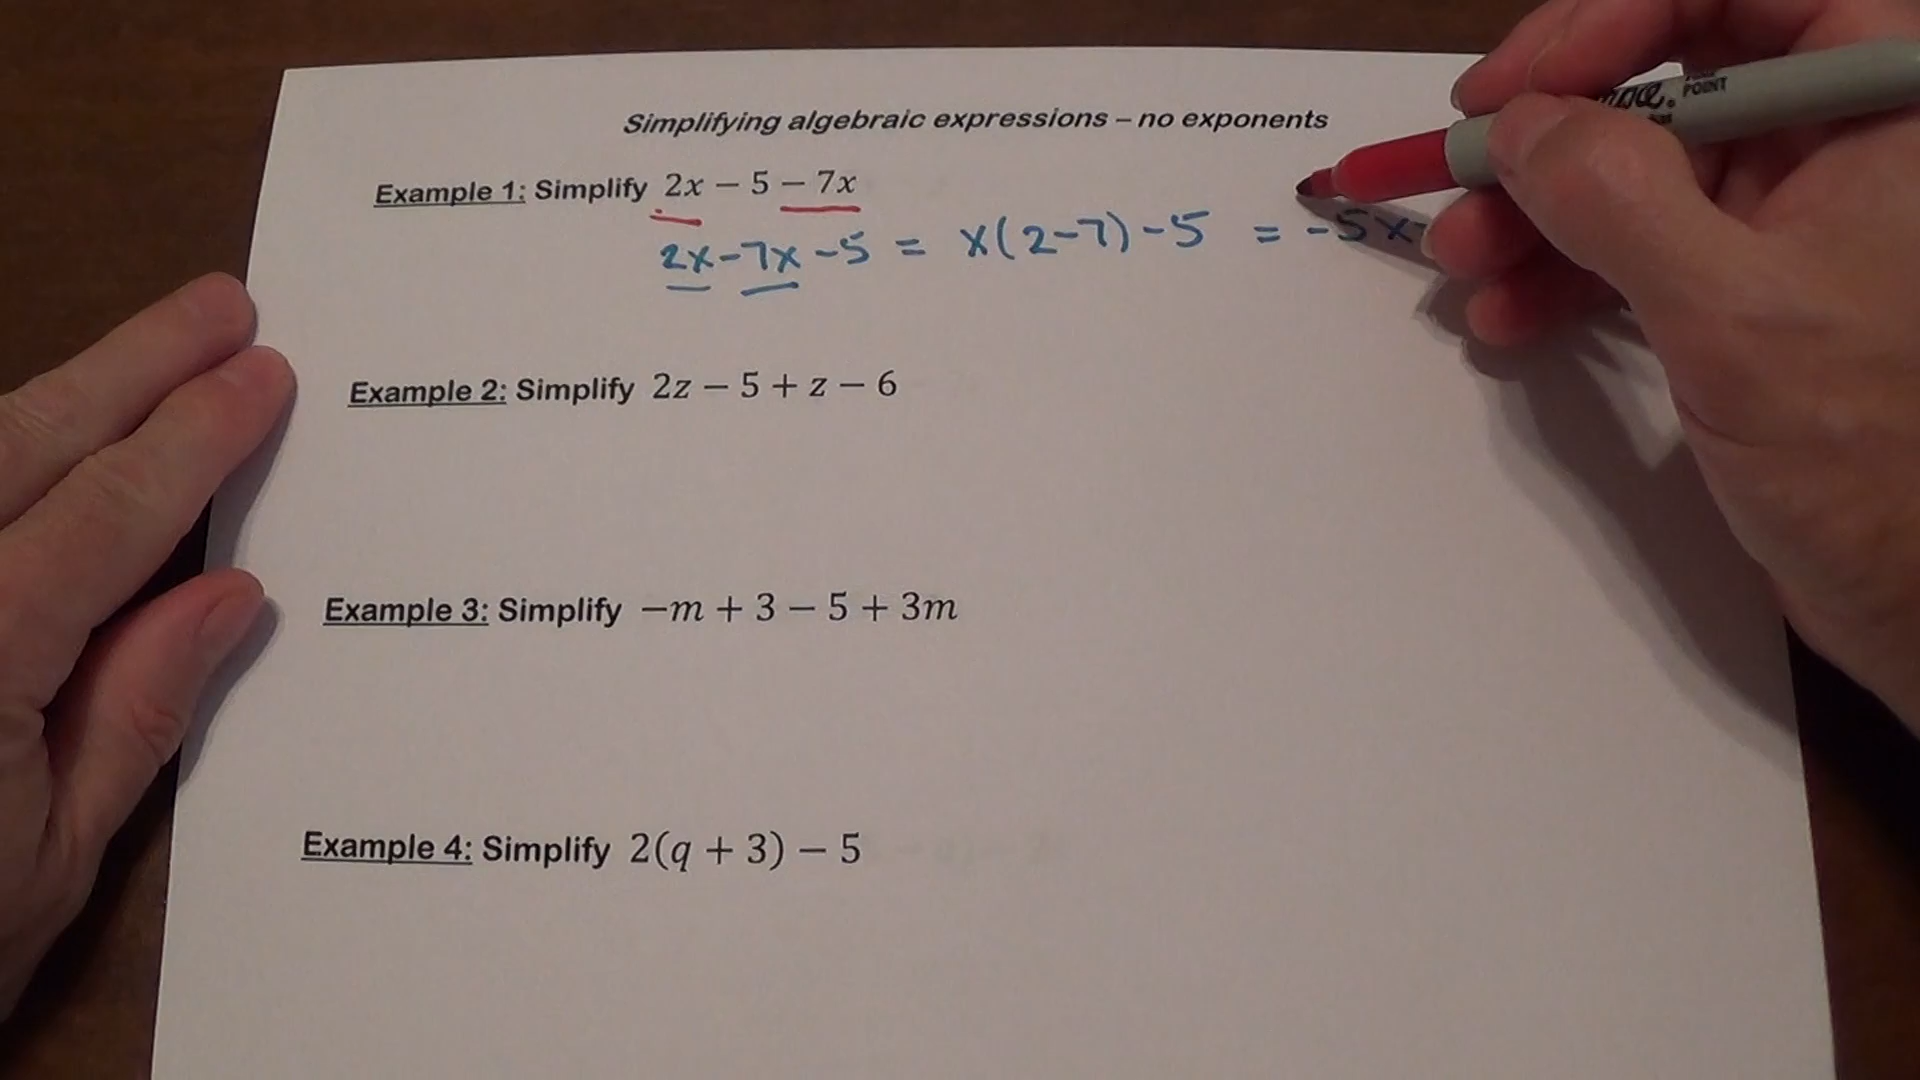 Simplifying algebraic expressions – no exponents
POINT
Example 1: Simplify 2x − 5 − 7x
2x-7x-5 = x(2-7)-5 = -5x
Example 2: Simplify 2z − 5 + z − 6
Example 3: Simplify −m + 3 − 5 + 3m
Example 4: Simplify 2(q + 3) − 5